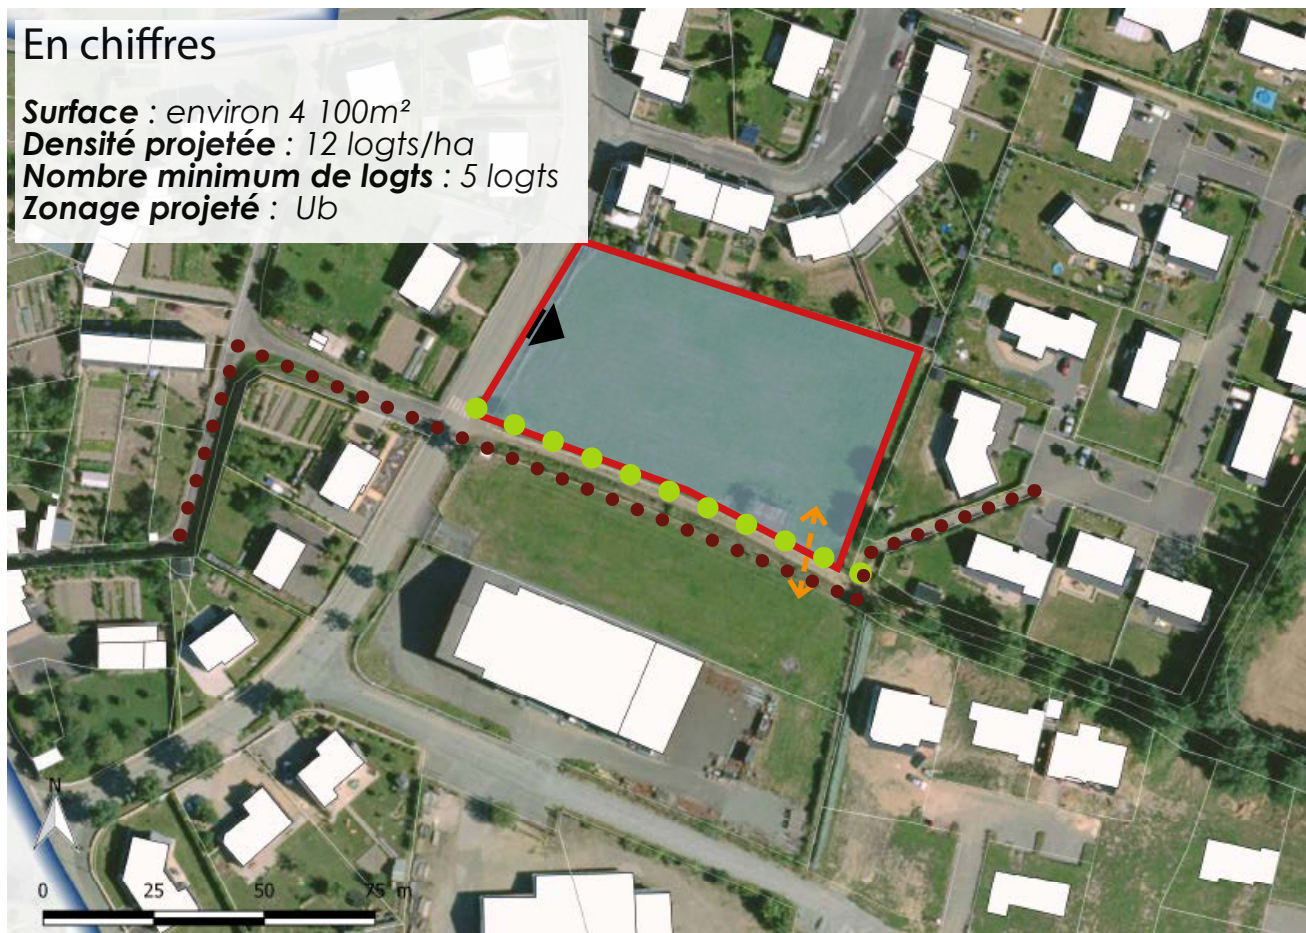 En chiffres
Surface : environ 4 100m²
Densité projetée : 12 logts/ha
Nombre minimum de logts : 5 logts
Zonage projeté : Ub
N
0 25 50 75 m